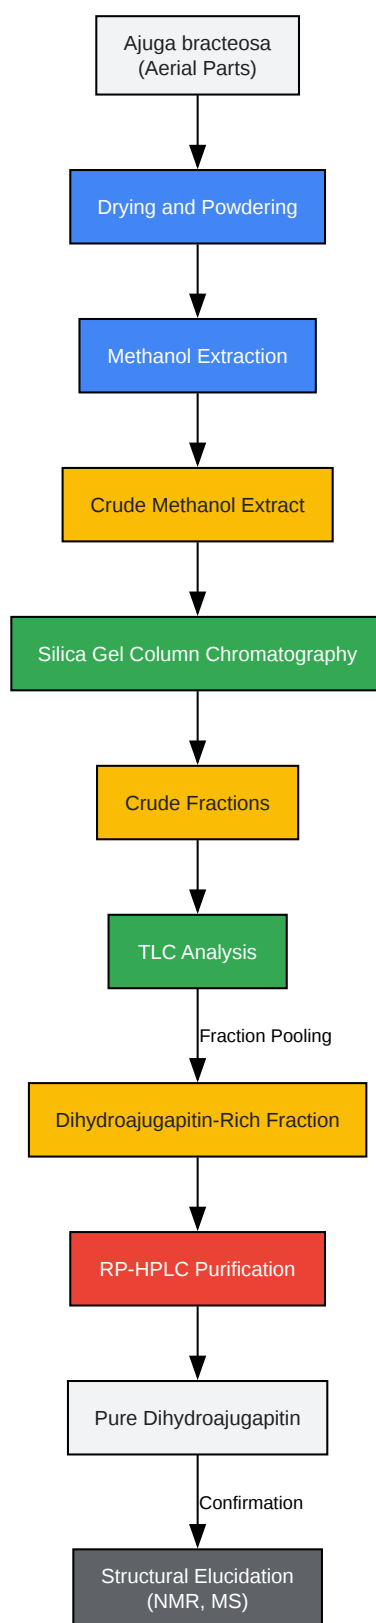 Ajuga bracteosa
(Aerial Parts)
Drying and Powdering
Methanol Extraction
Crude Methanol Extract
Silica Gel Column Chromatography
Crude Fractions
TLC Analysis
Fraction Pooling
Dihydroajugapitin-Rich Fraction
RP-HPLC Purification
Pure Dihydroajugapitin
Confirmation
Structural Elucidation
(NMR, MS)